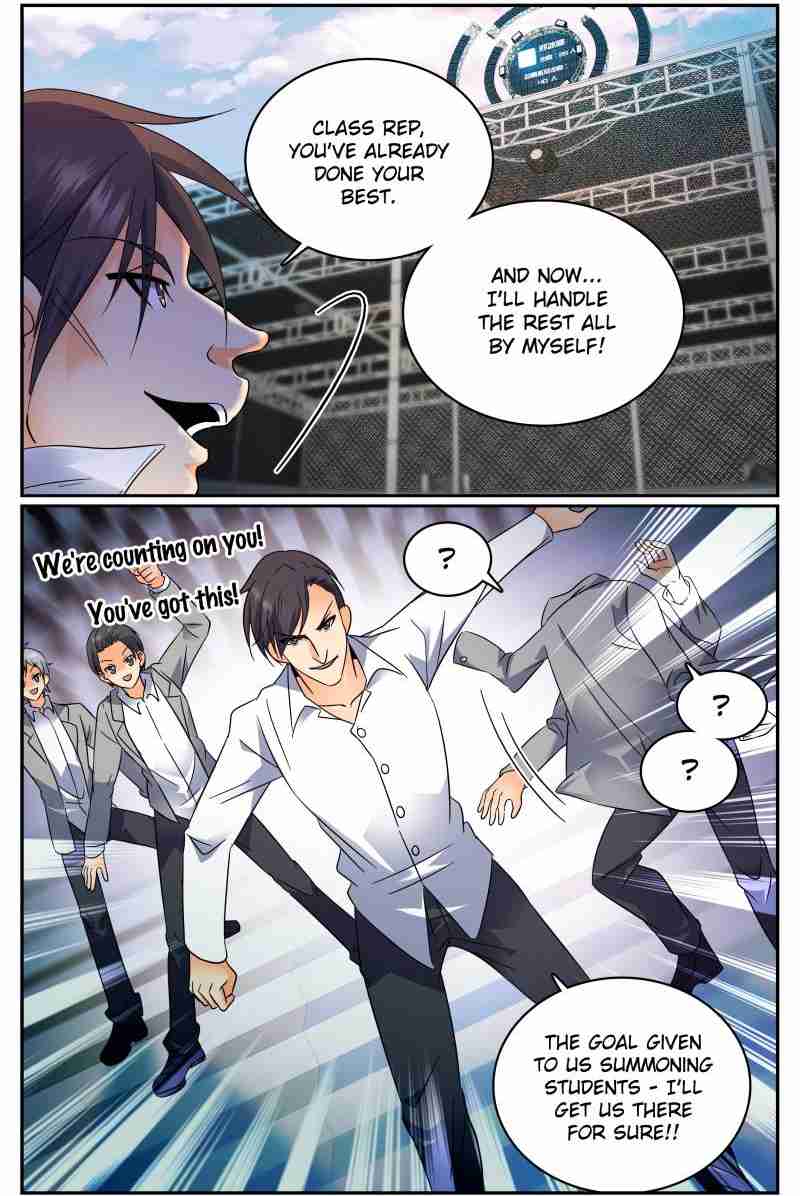 CLASS REP,
YOU'VE ALREADY
DONE YOUR
BEST.
AND NOW...
I'LL HANDLE
THE REST ALL
BY MYSELF!
We're counting on you!
You've got this!
?
?
?
THE GOAL GIVEN
TO US SUMMONING
STUDENTS - I'LL
GET US THERE
FOR SURE!!